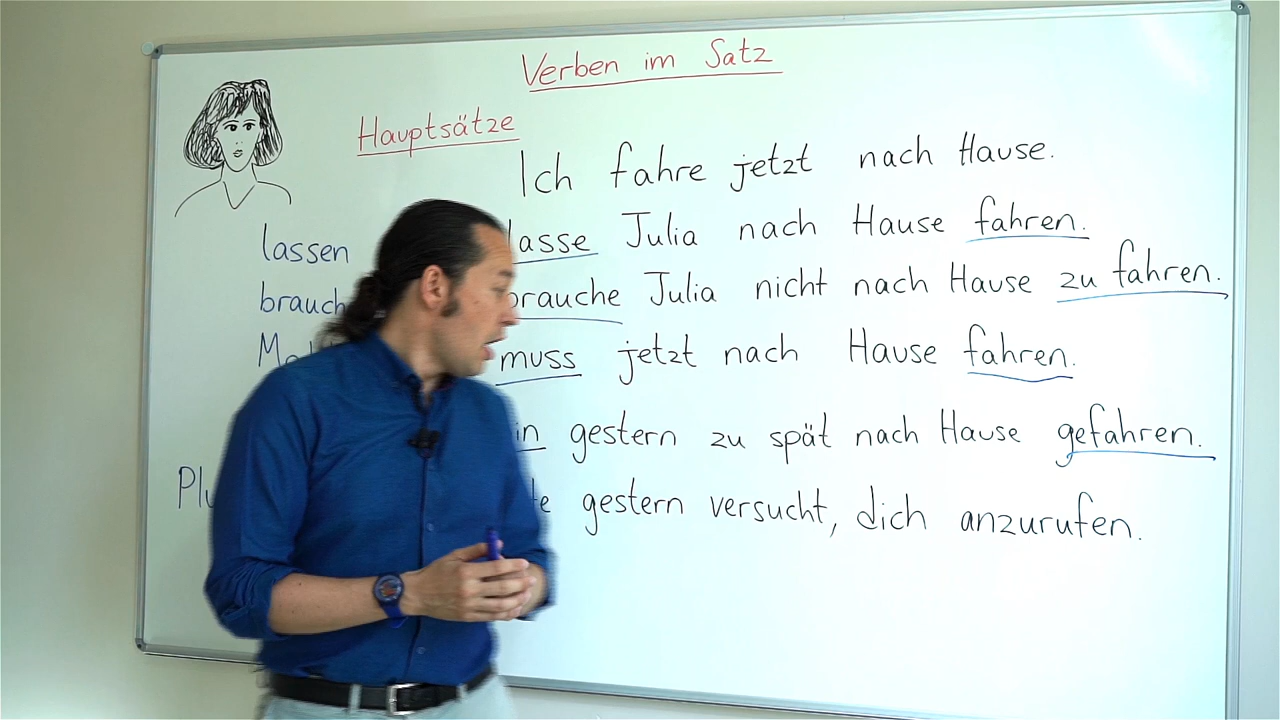 Verben im Satz
Hauptsätze
Ich fahre jetzt nach Hause.
lassen lasse Julia nach Hause fahren.
brauche Julia nicht nach Hause zu fahren.
muss jetzt nach Hause fahren.
gestern zu spät nach Hause gefahren.
gestern versucht, dich anzurufen.